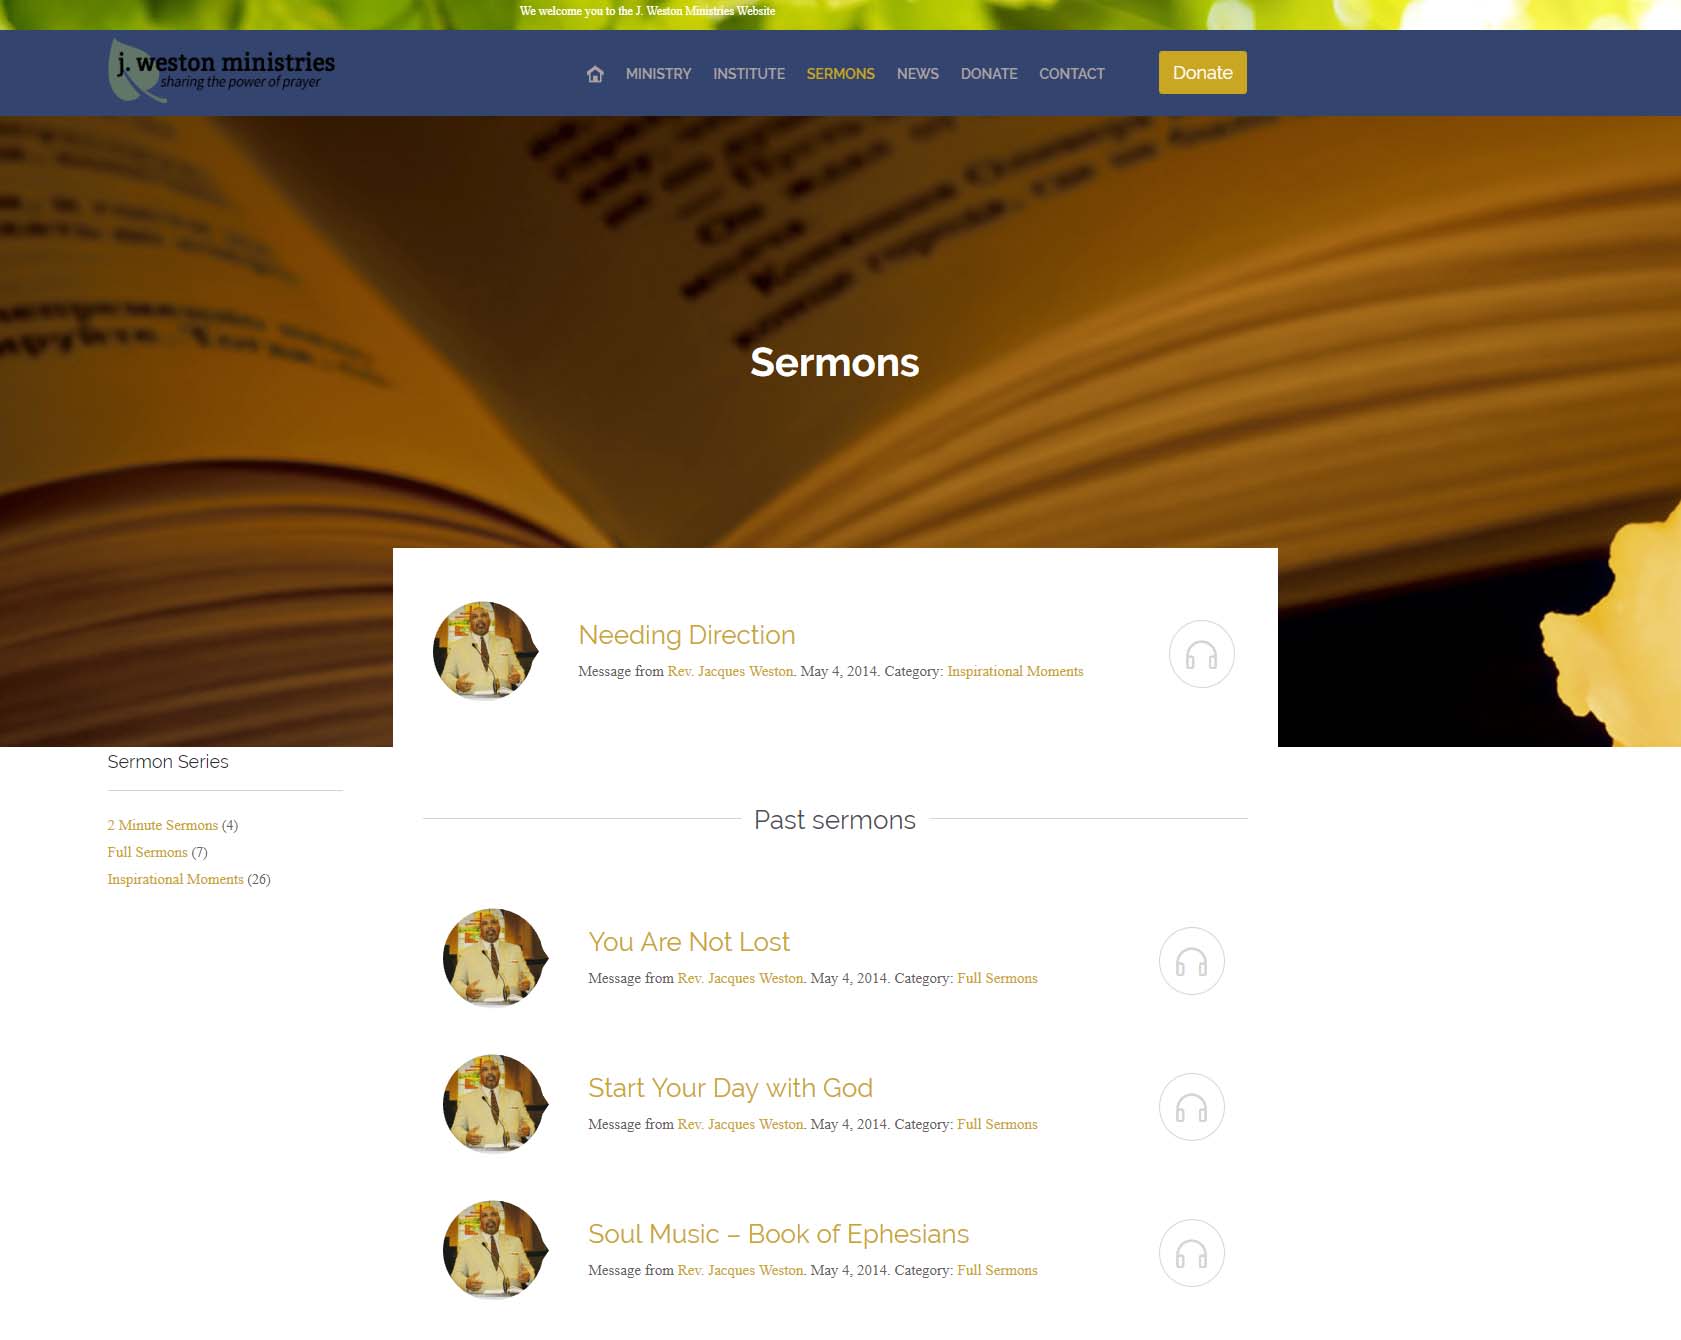 We welcome you to the J. Weston Ministries Website
j. weston ministries
sharing the power of prayer
MINISTRY INSTITUTE SERMONS NEWS DONATE CONTACT
Donate
Sermons
Needing Direction
Message from Rev. Jacques Weston. May 4, 2014. Category: Inspirational Moments
Sermon Series
2 Minute Sermons (4)
Full Sermons (7)
Inspirational Moments (26)
Past sermons
You Are Not Lost
Message from Rev. Jacques Weston. May 4, 2014. Category: Full Sermons
Start Your Day with God
Message from Rev. Jacques Weston. May 4, 2014. Category: Full Sermons
Soul Music – Book of Ephesians
Message from Rev. Jacques Weston. May 4, 2014. Category: Full Sermons